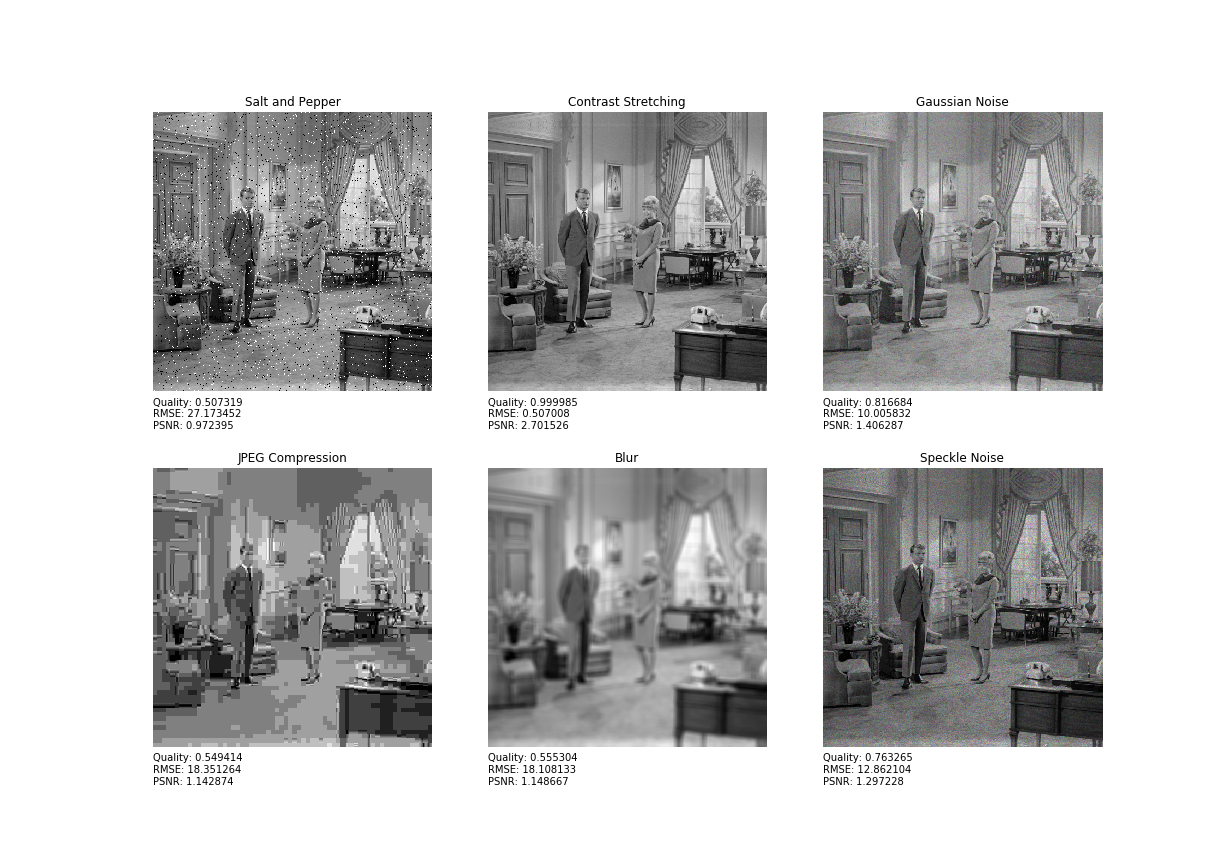 Salt and Pepper
Contrast Stretching
Gaussian Noise
Quality: 0.507319
RMSE: 27.173452
PSNR: 0.972395
Quality: 0.999985
RMSE: 0.507008
PSNR: 2.701526
Quality: 0.816684
RMSE: 10.005832
PSNR: 1.406287
JPEG Compression
Blur
Speckle Noise
Quality: 0.549414
RMSE: 18.351264
PSNR: 1.142874
Quality: 0.555304
RMSE: 18.108133
PSNR: 1.148667
Quality: 0.763265
RMSE: 12.862104
PSNR: 1.297228